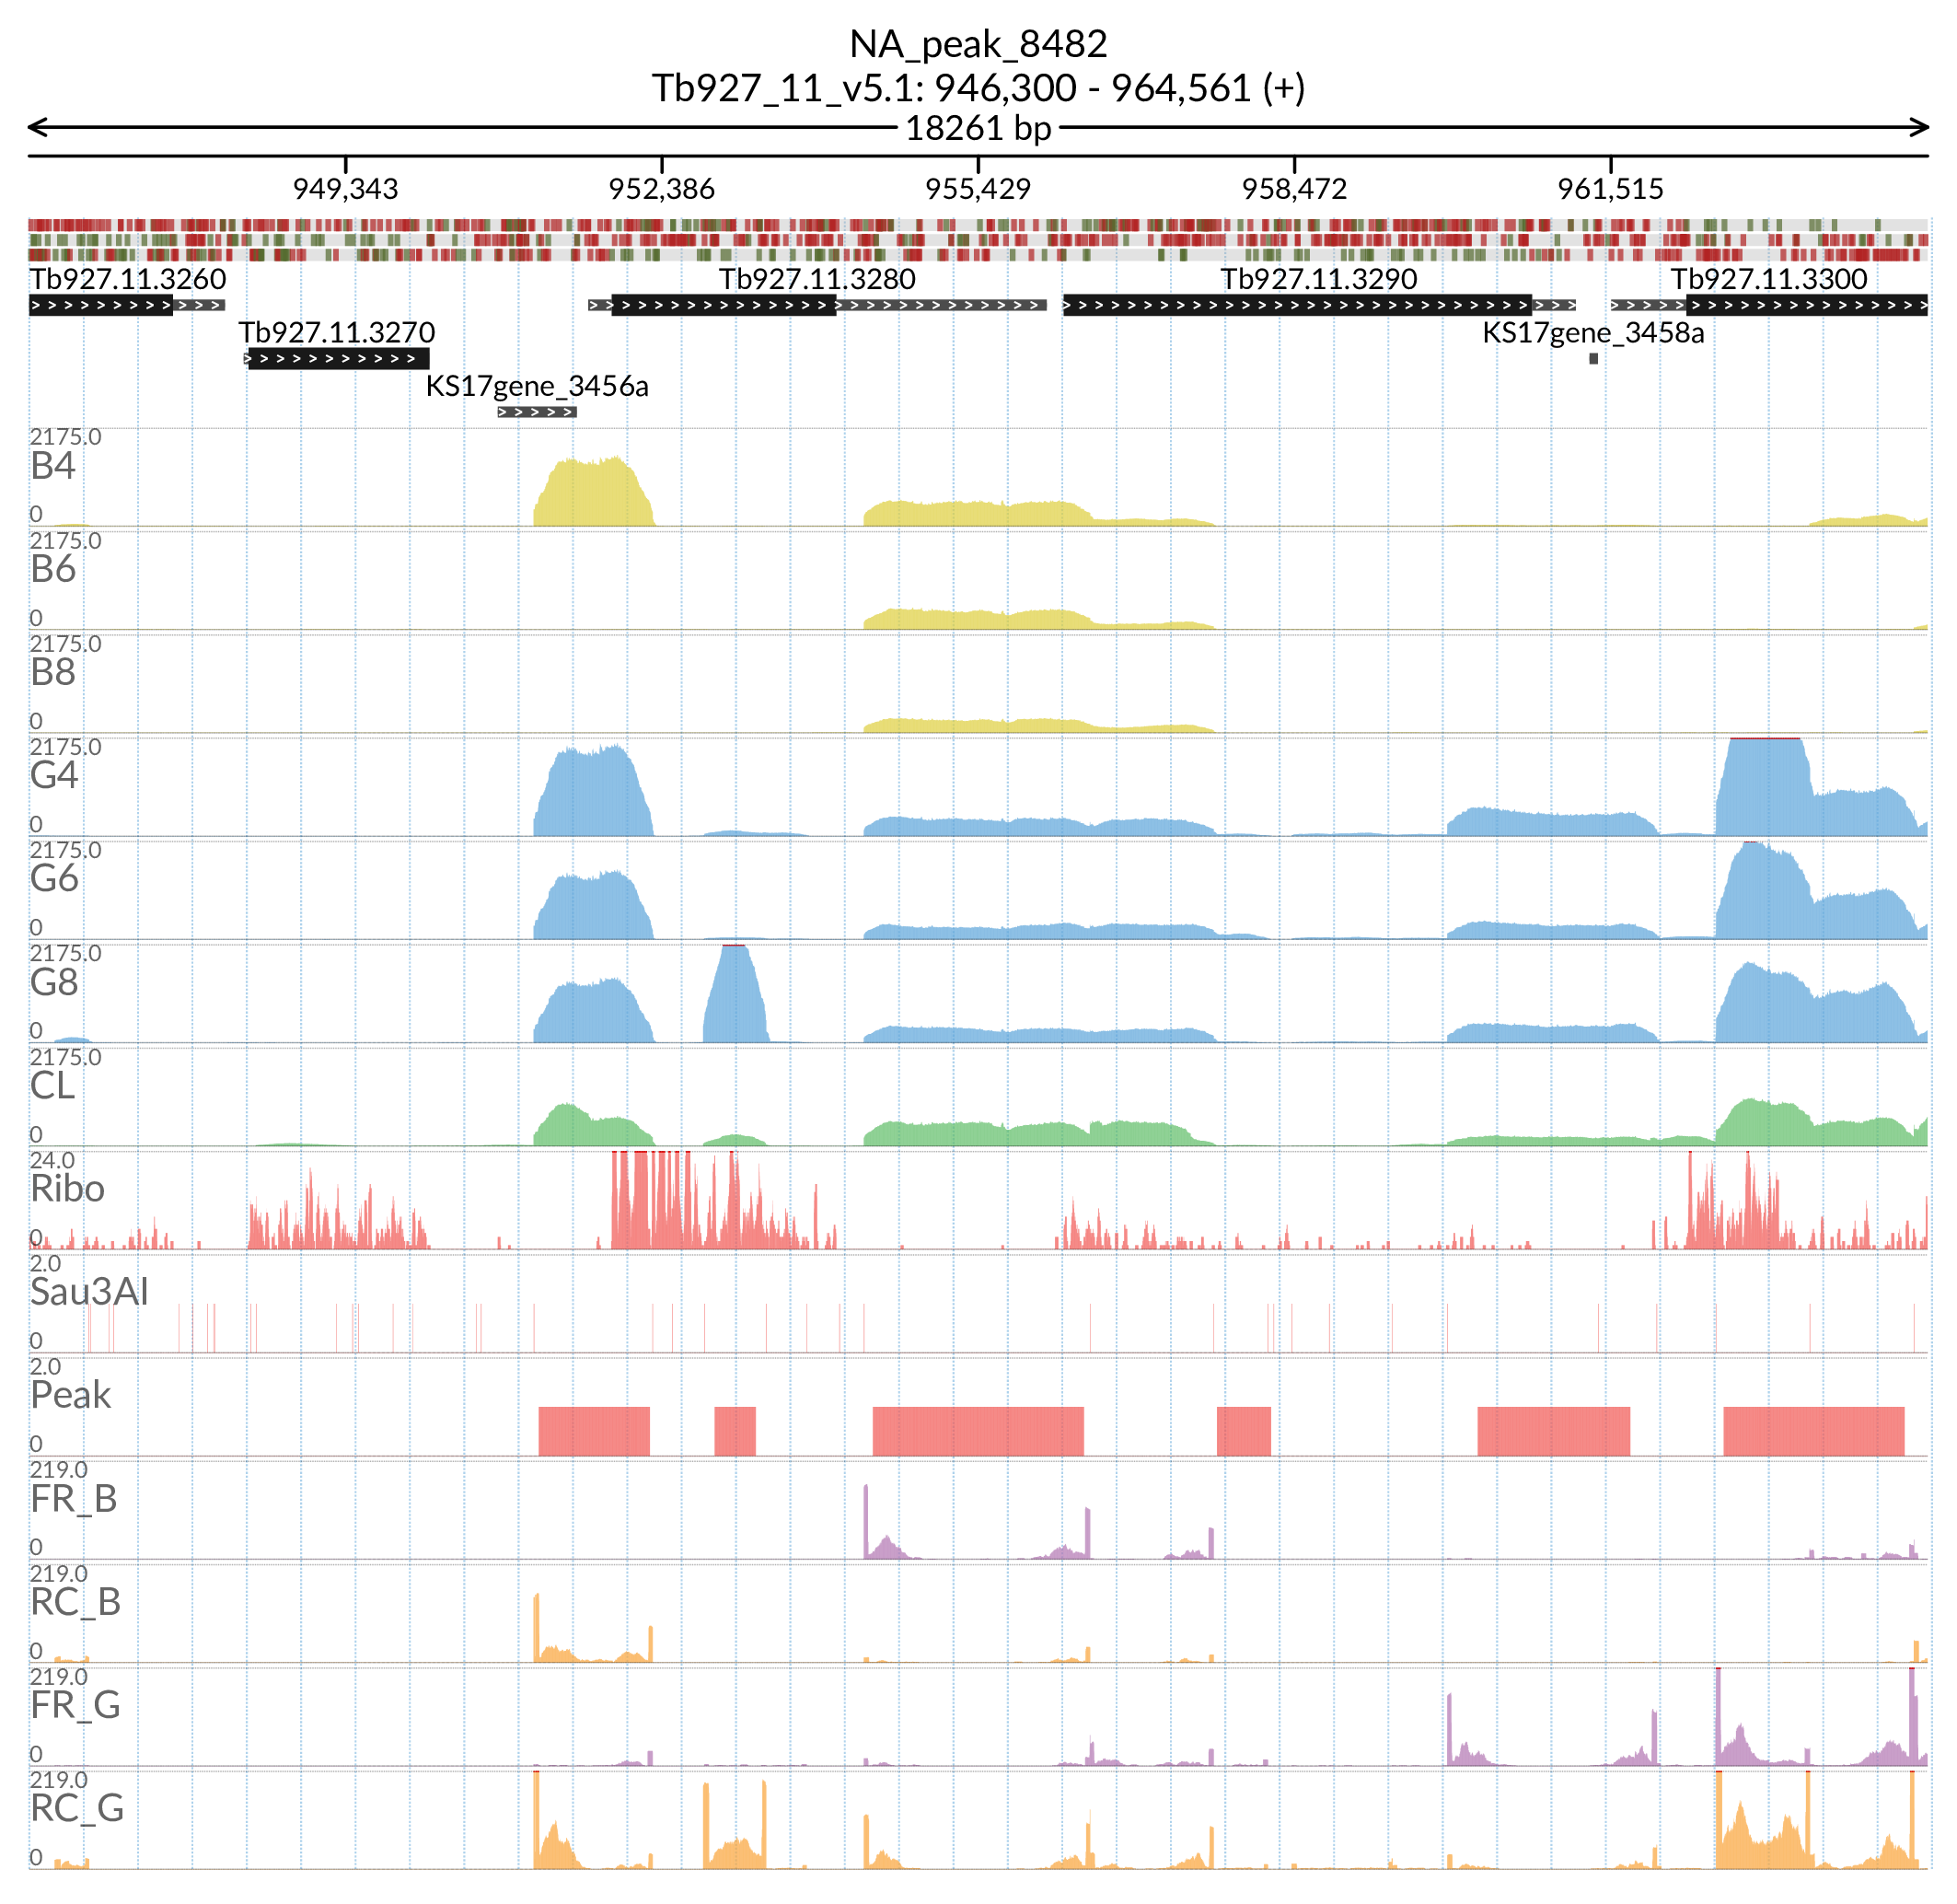 NA_peak_8482
Tb927_11_v5.1: 946,300 - 964,561 (+)
18261 bp
949,343 952,386 955,429 958,472 961,515
Tb927.11.3260 Tb927.11.3280 Tb927.11.3290 Tb927.11.3300
Tb927.11.3270 KS17gene_3458a
KS17gene_3456a
2175.0
B4
0
2175.0
B6
0
2175.0
B8
0
2175.0
G4
0
2175.0
G6
0
2175.0
G8
0
2175.0
CL
0
24.0
Ribo
0
2.0
Sau3AI
0
2.0
Peak
0
219.0
FR_B
0
219.0
RC_B
0
219.0
FR_G
0
219.0
RC_G
0